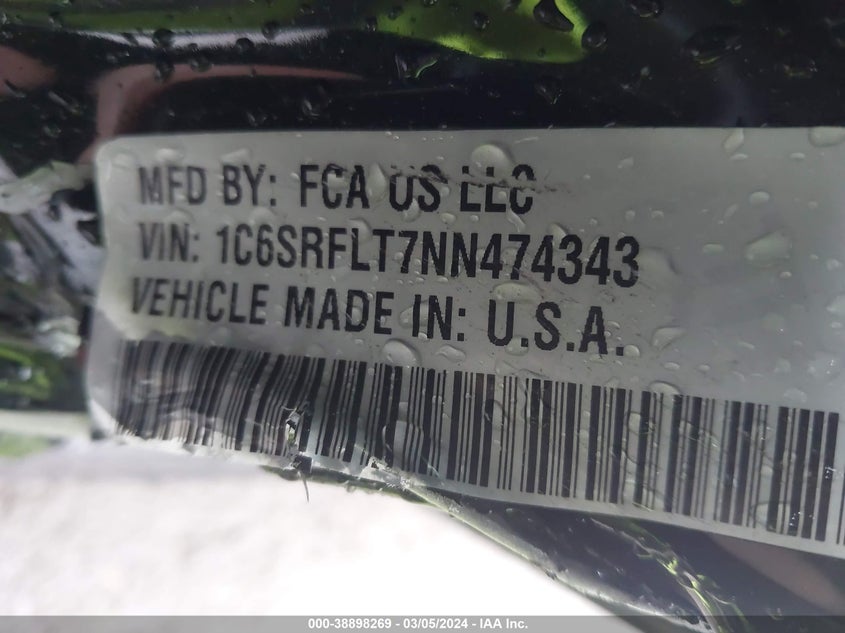 MFD BY: FCA US LLC
VIN: 1C6SRFLT7NN474343
VEHICLE MADE IN: U.S.A.
000-38898269 - 03/05/2024 - IAA Inc.